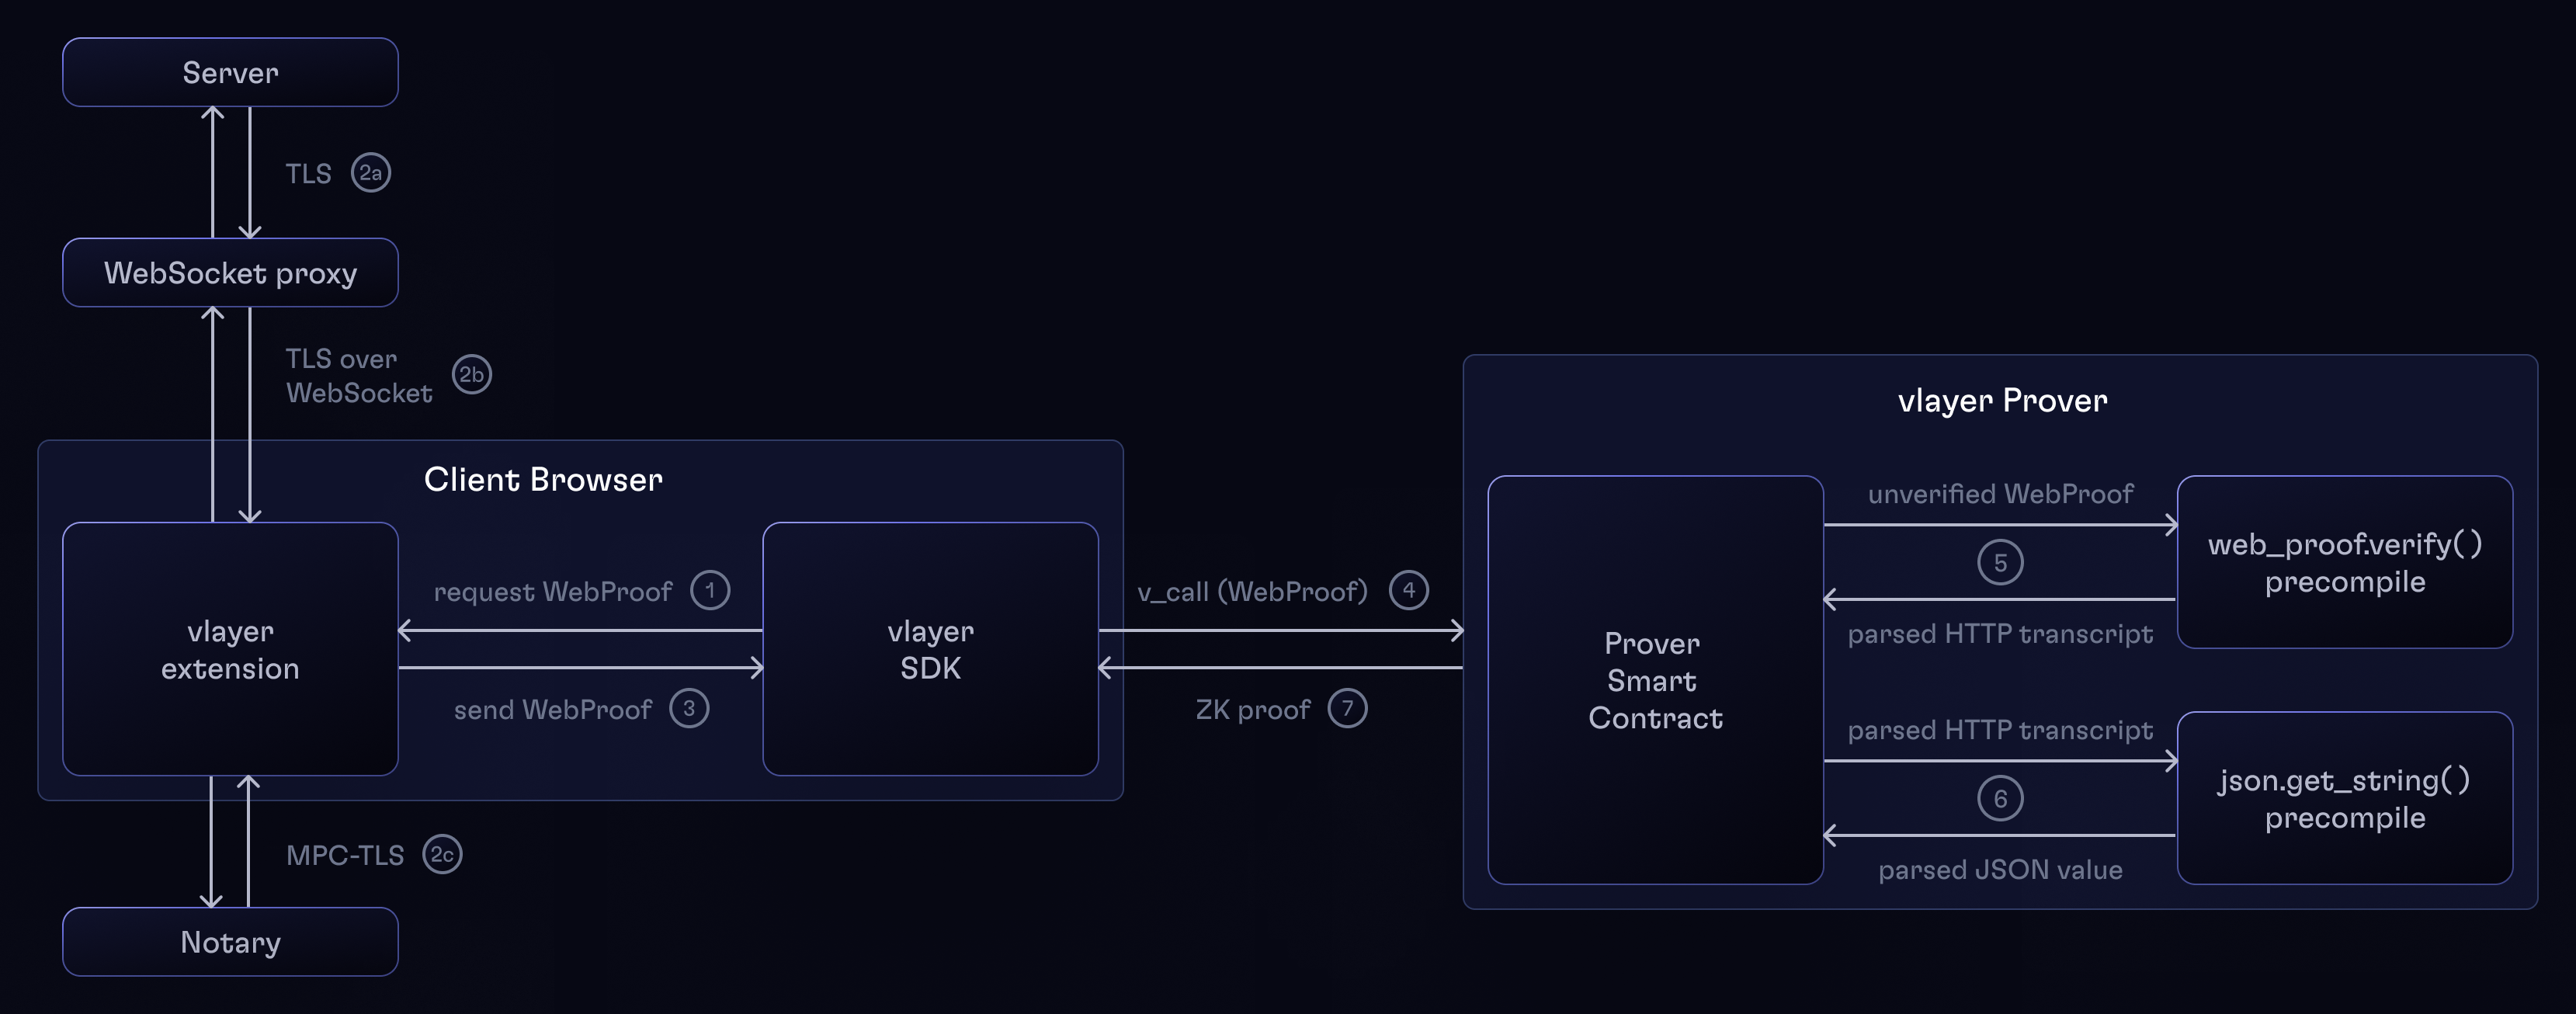 Server
TLS 2a
WebSocket proxy
TLS over
WebSocket 2b
Client Browser
vlayer
extension
request WebProof 1
send WebProof 3
vlayer
SDK
MPC-TLS 2c
Notary
v_call (WebProof) 4
ZK proof 7
vlayer Prover
Prover
Smart
Contract
unverified WebProof
5
parsed HTTP transcript
web_proof.verify()
precompile
parsed HTTP transcript
6
parsed JSON value
json.get_string()
precompile